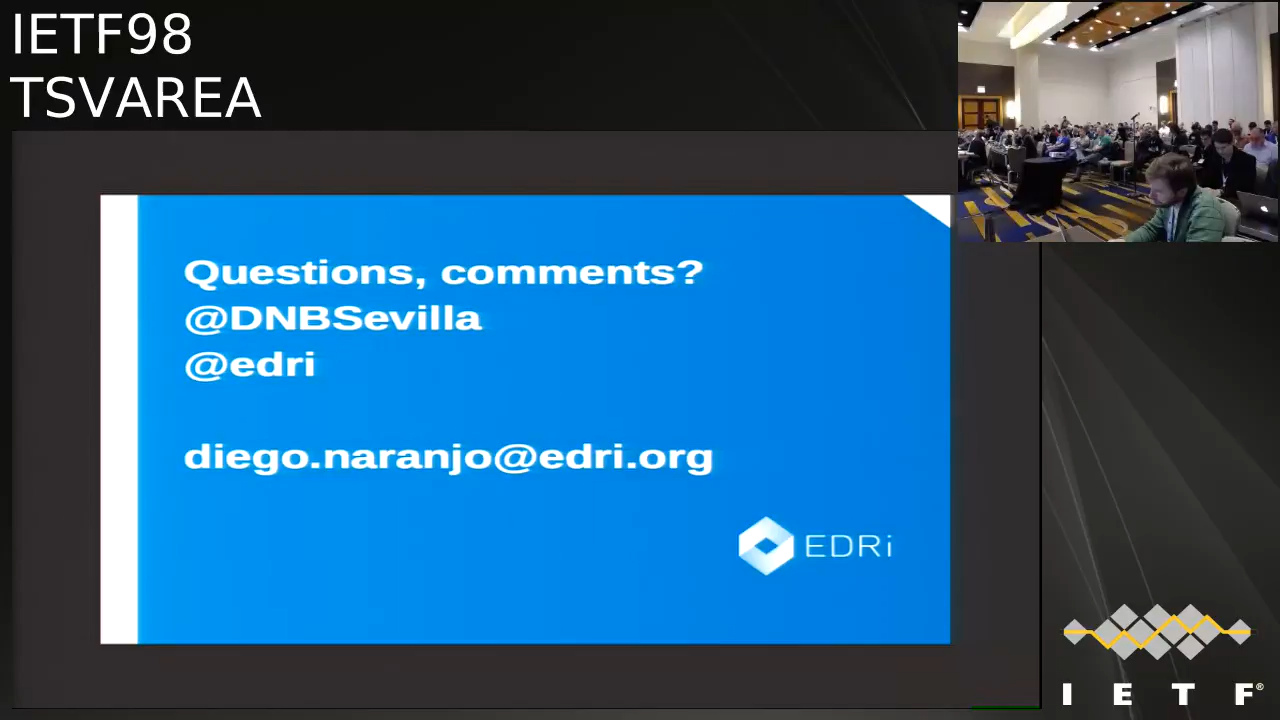 IETF98
TSVAREA
Questions, comments?
@DNBSevilla
@edri
diego.naranjo@edri.org
EDRi
I E T F®